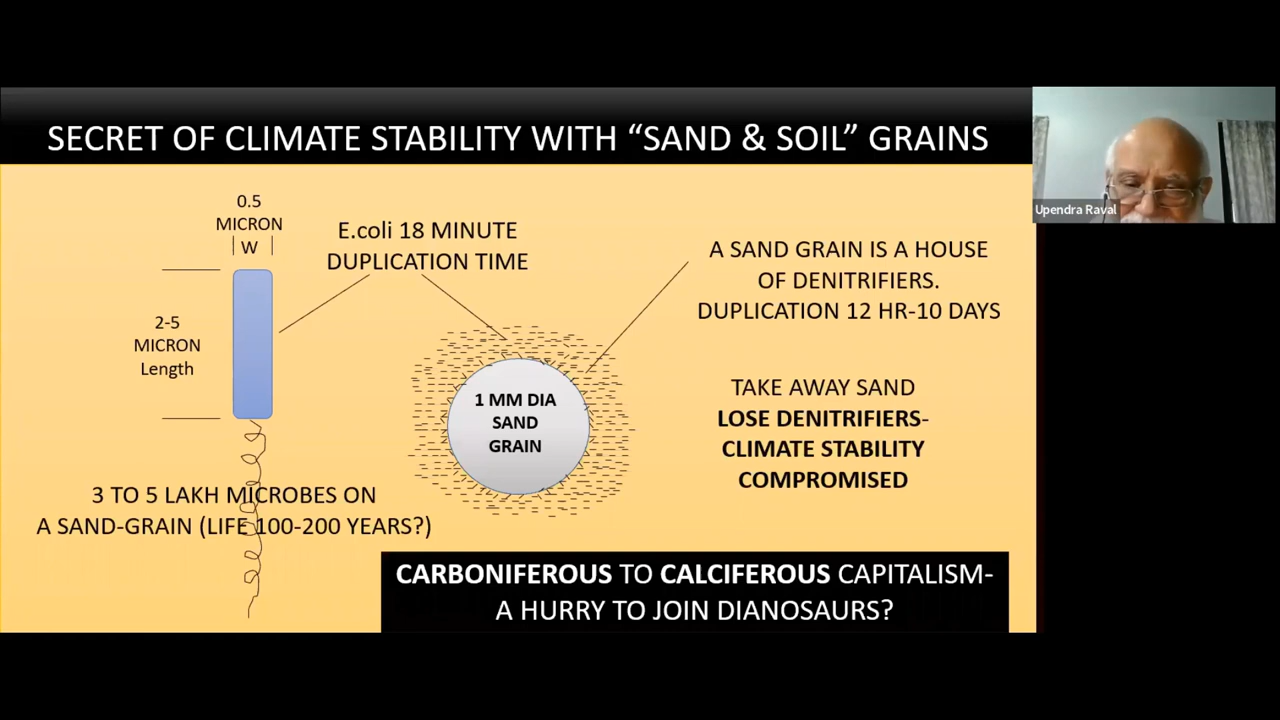 SECRET OF CLIMATE STABILITY WITH “SAND & SOIL” GRAINS
Upendra Raval
0.5
MICRON
W
2-5
MICRON
Length
E.coli 18 MINUTE
DUPLICATION TIME
1 MM DIA
SAND
GRAIN
A SAND GRAIN IS A HOUSE
OF DENITRIFIERS.
DUPLICATION 12 HR-10 DAYS
TAKE AWAY SAND
LOSE DENITRIFIERS-
CLIMATE STABILITY
COMPROMISED
3 TO 5 LAKH MICROBES ON
A SAND-GRAIN (LIFE 100-200 YEARS?)
CARBONIFEROUS TO CALCIFEROUS CAPITALISM-
A HURRY TO JOIN DIANOSAURS?